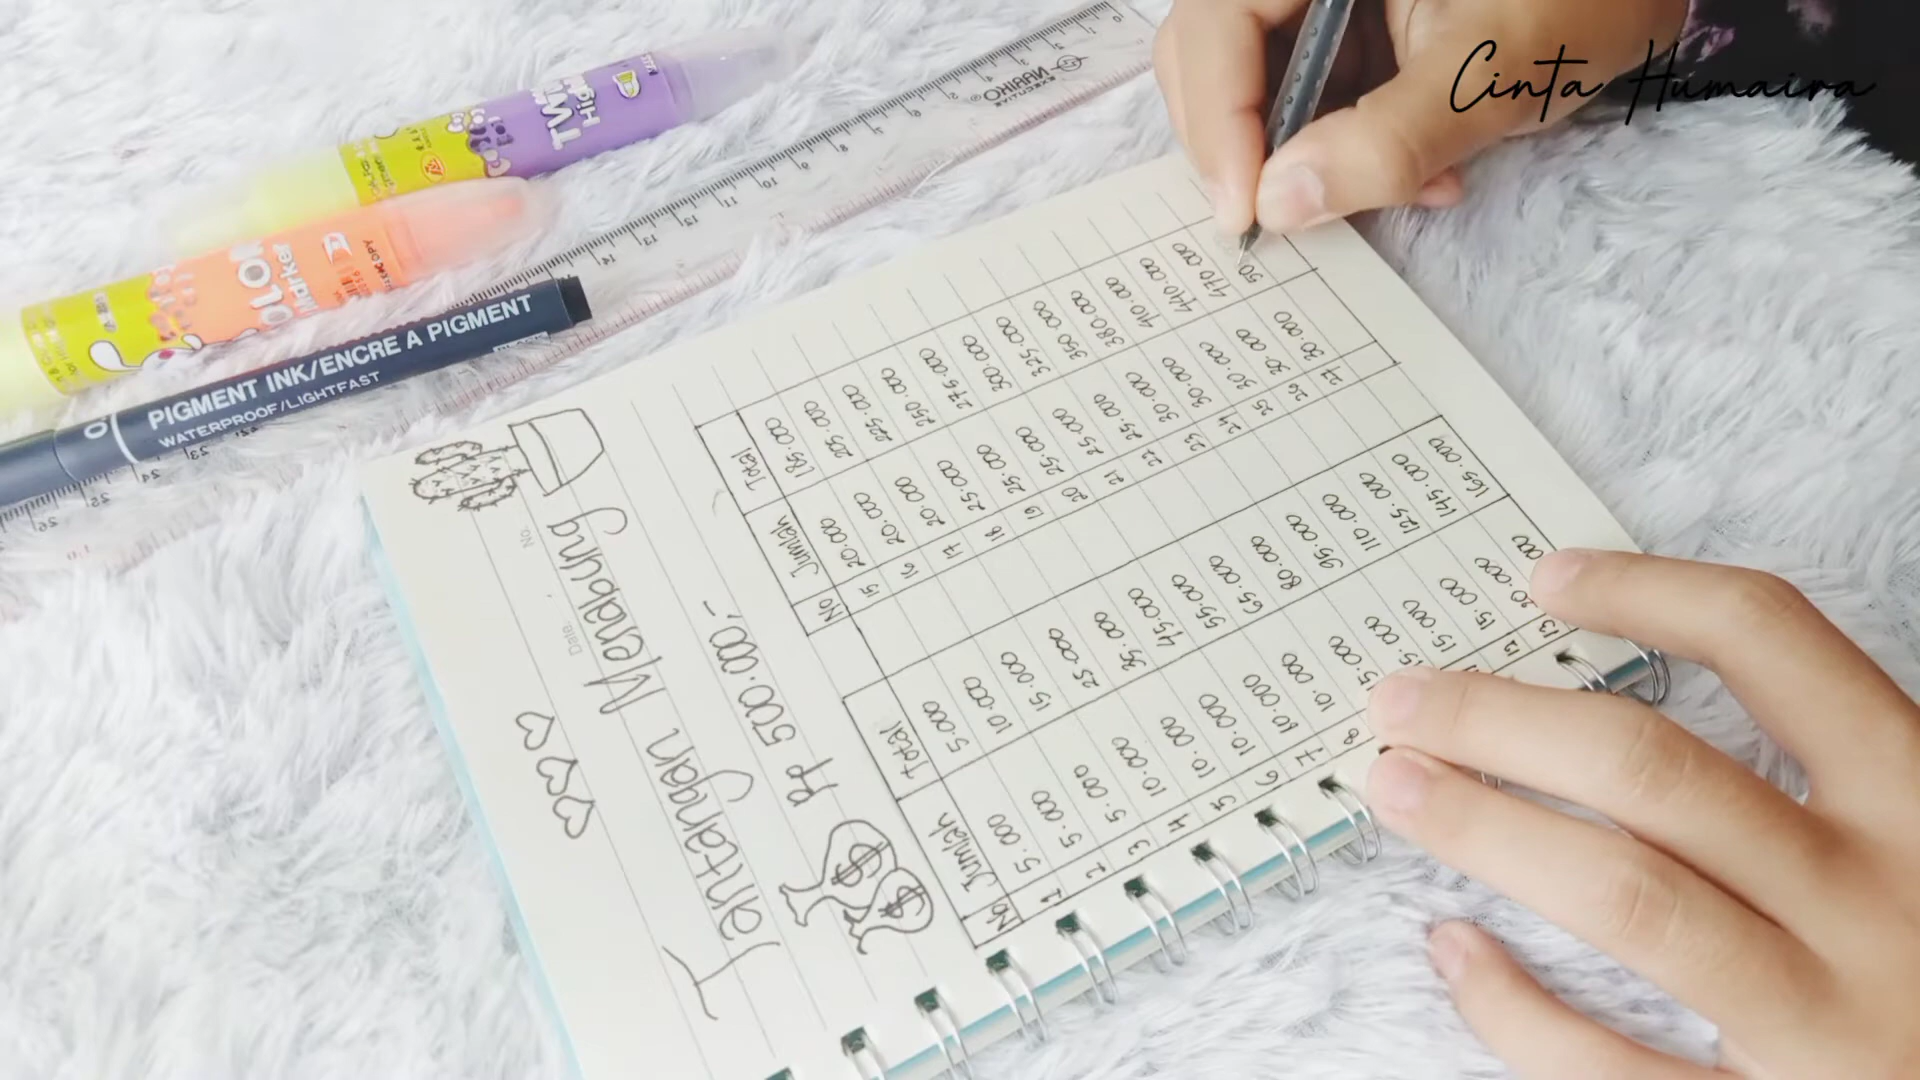 Cinta Humaira
TW
High
COLOR
Marker
PIGMENT INK/ENCRE A PIGMENT
WATERPROOF/LIGHTFAST
NARIKO®
EXECUTIVE
No.
Date.
Tantangan Menabung
Rp 500.000,-
No Jumlah Total
1 5.000 5.000
2 5.000 10.000
3 5.000 15.000
4 10.000 25.000
5 10.000 35.000
6 10.000 45.000
7 10.000 55.000
8 10.000 65.000
15.000 80.000
15.000 95.000
15.000 110.000
12 15.000 125.000
13 20.000 145.000
000 165.000
No Jumlah Total
15 20.000 185.000
16 20.000 205.000
17 20.000 225.000
18 25.000 250.000
19 25.000 275.000
20 25.000 300.000
21 25.000 325.000
22 25.000 350.000
23 30.000 380.000
24 30.000 410.000
25 30.000 440.000
26 30.000 470.000
27 30.000 50